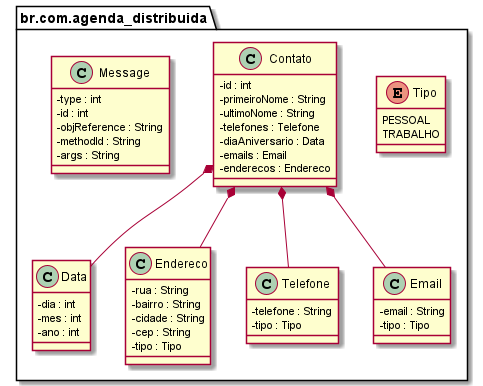 br.com.agenda_distribuida
C Message
-type : int
-id : int
-objReference : String
-methodId : String
-args : String
C Contato
-id : int
-primeiroNome : String
-ultimoNome : String
-telefones : Telefone
-diaAniversario : Data
-emails : Email
-enderecos : Endereco
E Tipo
PESSOAL
TRABALHO
C Data
-dia : int
-mes : int
-ano : int
C Endereco
-rua : String
-bairro : String
-cidade : String
-cep : String
-tipo : Tipo
C Telefone
-telefone : String
-tipo : Tipo
C Email
-email : String
-tipo : Tipo